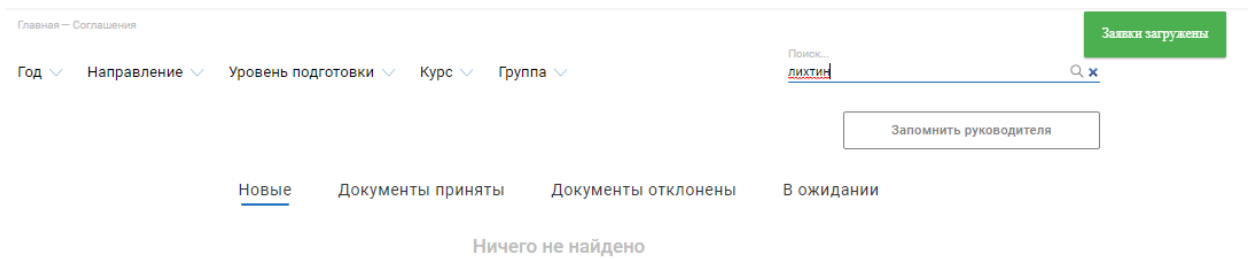 Главная — Соглашения
Заявки загружены
Поиск...
Год Направление Уровень подготовки Курс Группа
лихтин
Запомнить руководителя
Новые Документы приняты Документы отклонены В ожидании
Ничего не найдено